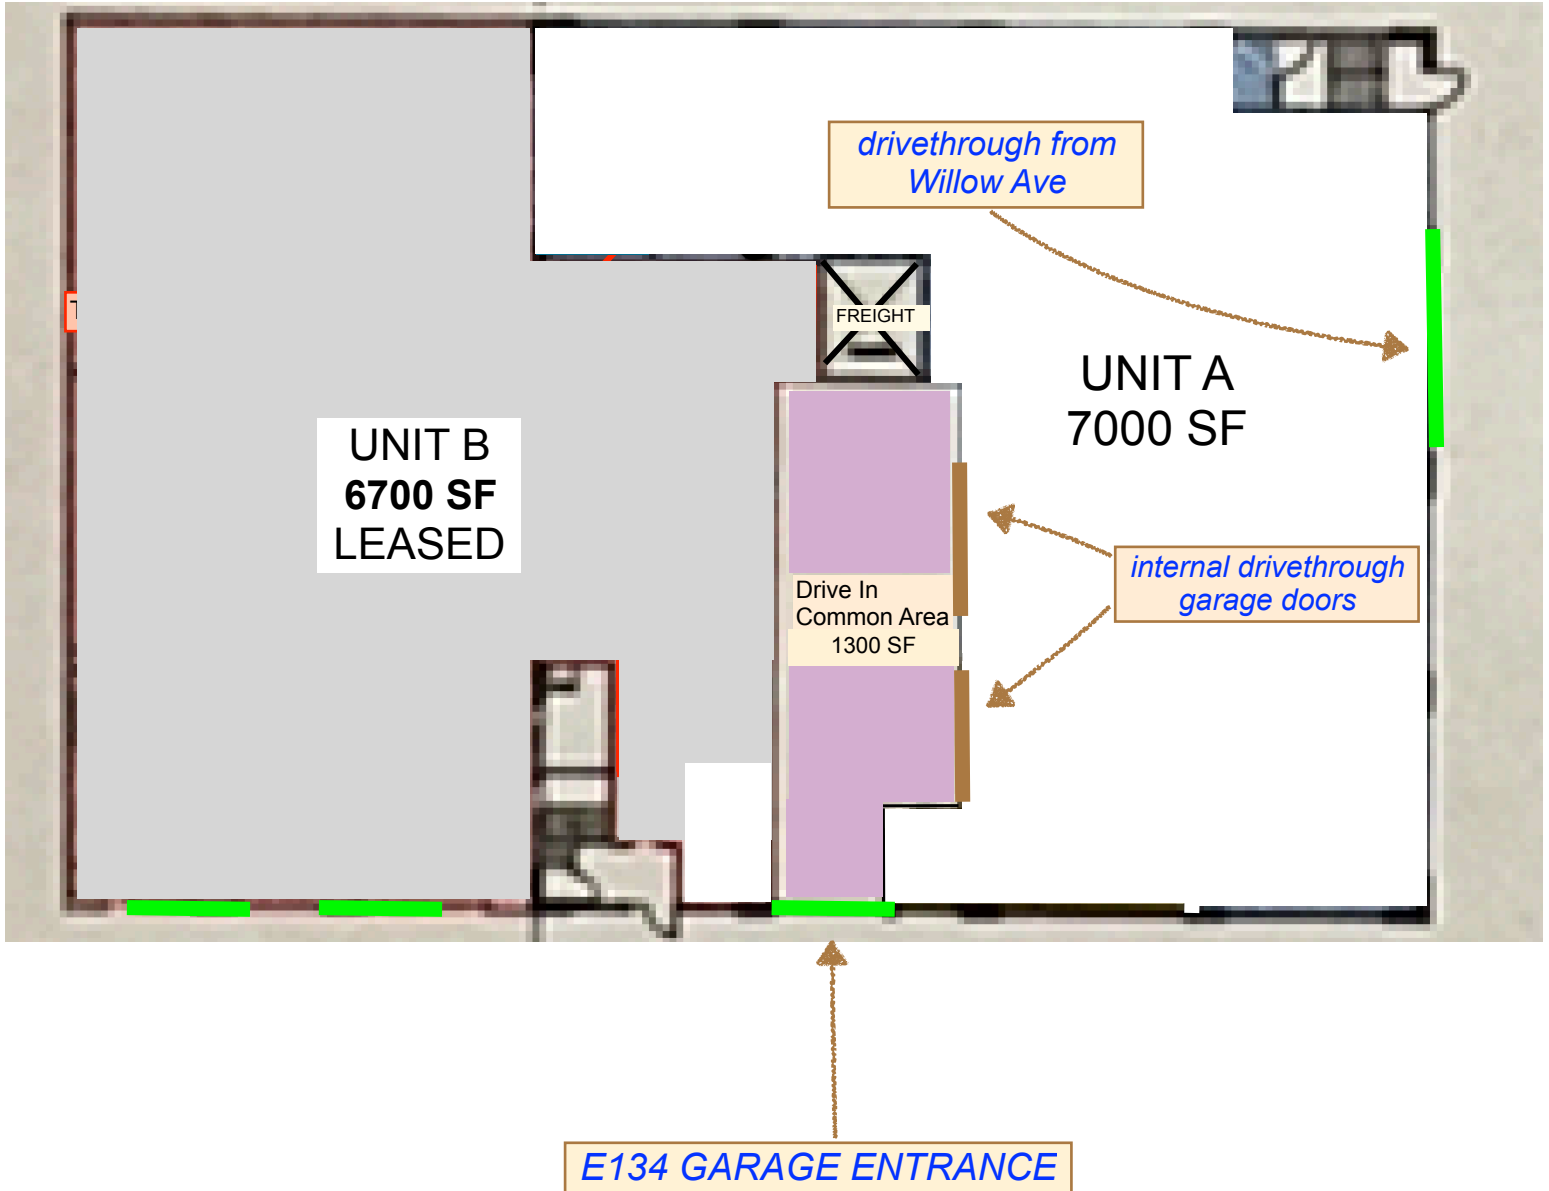 drivethrough from
Willow Ave
FREIGHT
UNIT A
7000 SF
UNIT B
6700 SF
LEASED
internal drivethrough
garage doors
Drive In
Common Area
1300 SF
E134 GARAGE ENTRANCE